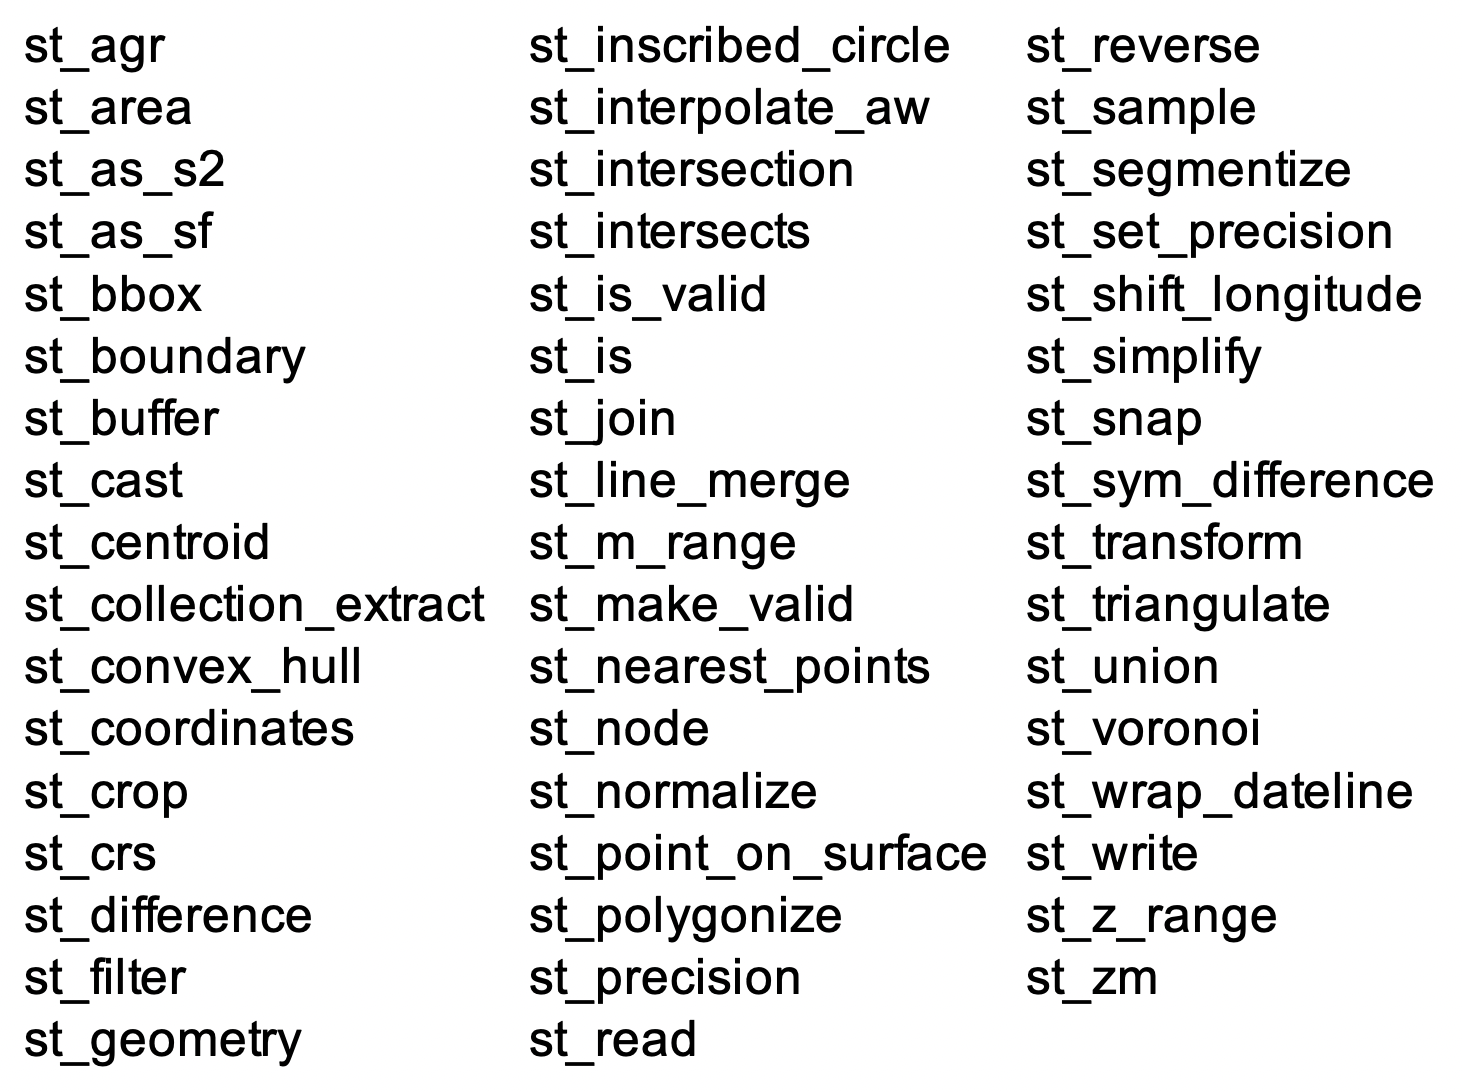 st_agr
st_area
st_as_s2
st_as_sf
st_bbox
st_boundary
st_buffer
st_cast
st_centroid
st_collection_extract
st_convex_hull
st_coordinates
st_crop
st_crs
st_difference
st_filter
st_geometry
st_inscribed_circle
st_interpolate_aw
st_intersection
st_intersects
st_is_valid
st_is
st_join
st_line_merge
st_m_range
st_make_valid
st_nearest_points
st_node
st_normalize
st_point_on_surface
st_polygonize
st_precision
st_read
st_reverse
st_sample
st_segmentize
st_set_precision
st_shift_longitude
st_simplify
st_snap
st_sym_difference
st_transform
st_triangulate
st_union
st_voronoi
st_wrap_dateline
st_write
st_z_range
st_zm